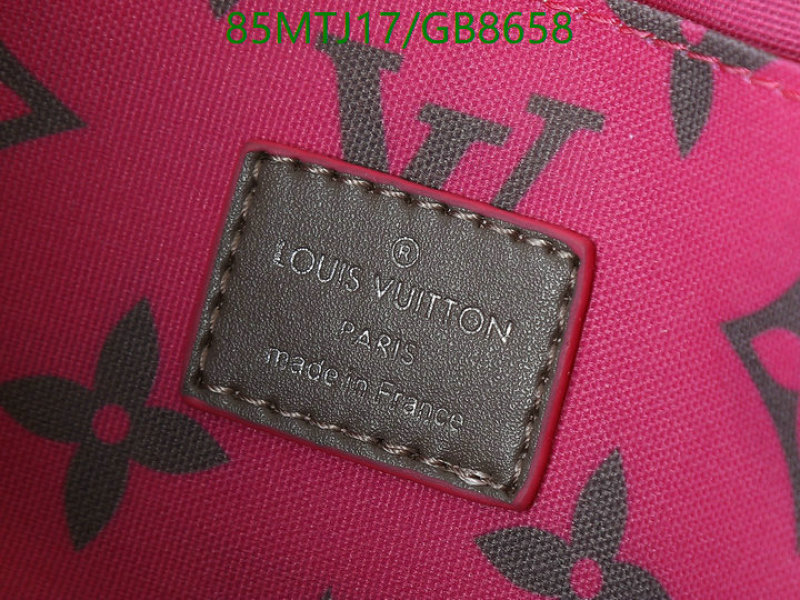 85MTJ17/GB8658
®
LOUIS VUITTON
PARIS
made in France